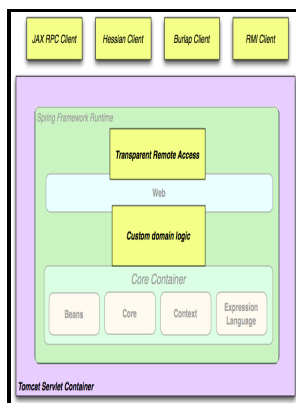 JAX RPC Client
Hessian Client
Burlap Client
RMI Client
Spring Framework Runtime
Transparent Remote Access
Web
Custom domain logic
Core Container
Beans
Core
Context
Expression
Language
Tomcat Servlet Container